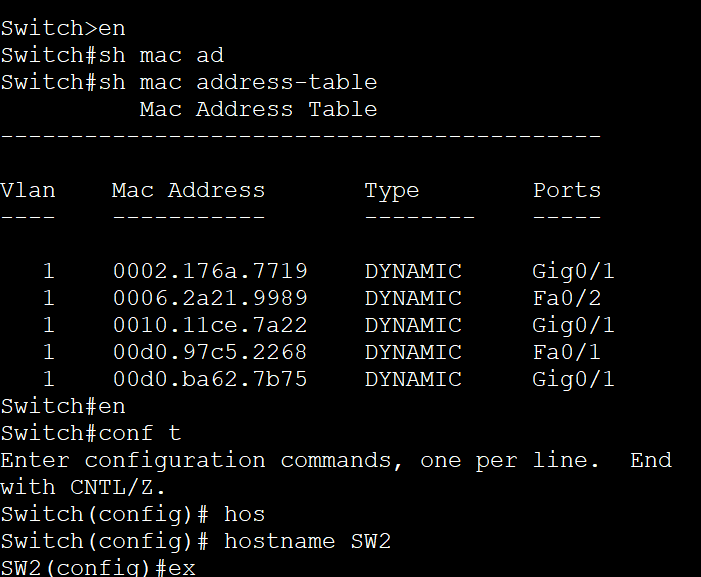 Switch>en
Switch#sh mac ad
Switch#sh mac address-table
          Mac Address Table
-------------------------------------------

Vlan    Mac Address       Type        Ports
----    -----------       --------    -----

   1    0002.176a.7719    DYNAMIC     Gig0/1
   1    0006.2a21.9989    DYNAMIC     Fa0/2
   1    0010.11ce.7a22    DYNAMIC     Gig0/1
   1    00d0.97c5.2268    DYNAMIC     Fa0/1
   1    00d0.ba62.7b75    DYNAMIC     Gig0/1
Switch#en
Switch#conf t
Enter configuration commands, one per line.  End
with CNTL/Z.
Switch(config)# hos
Switch(config)# hostname SW2
SW2(config)#ex